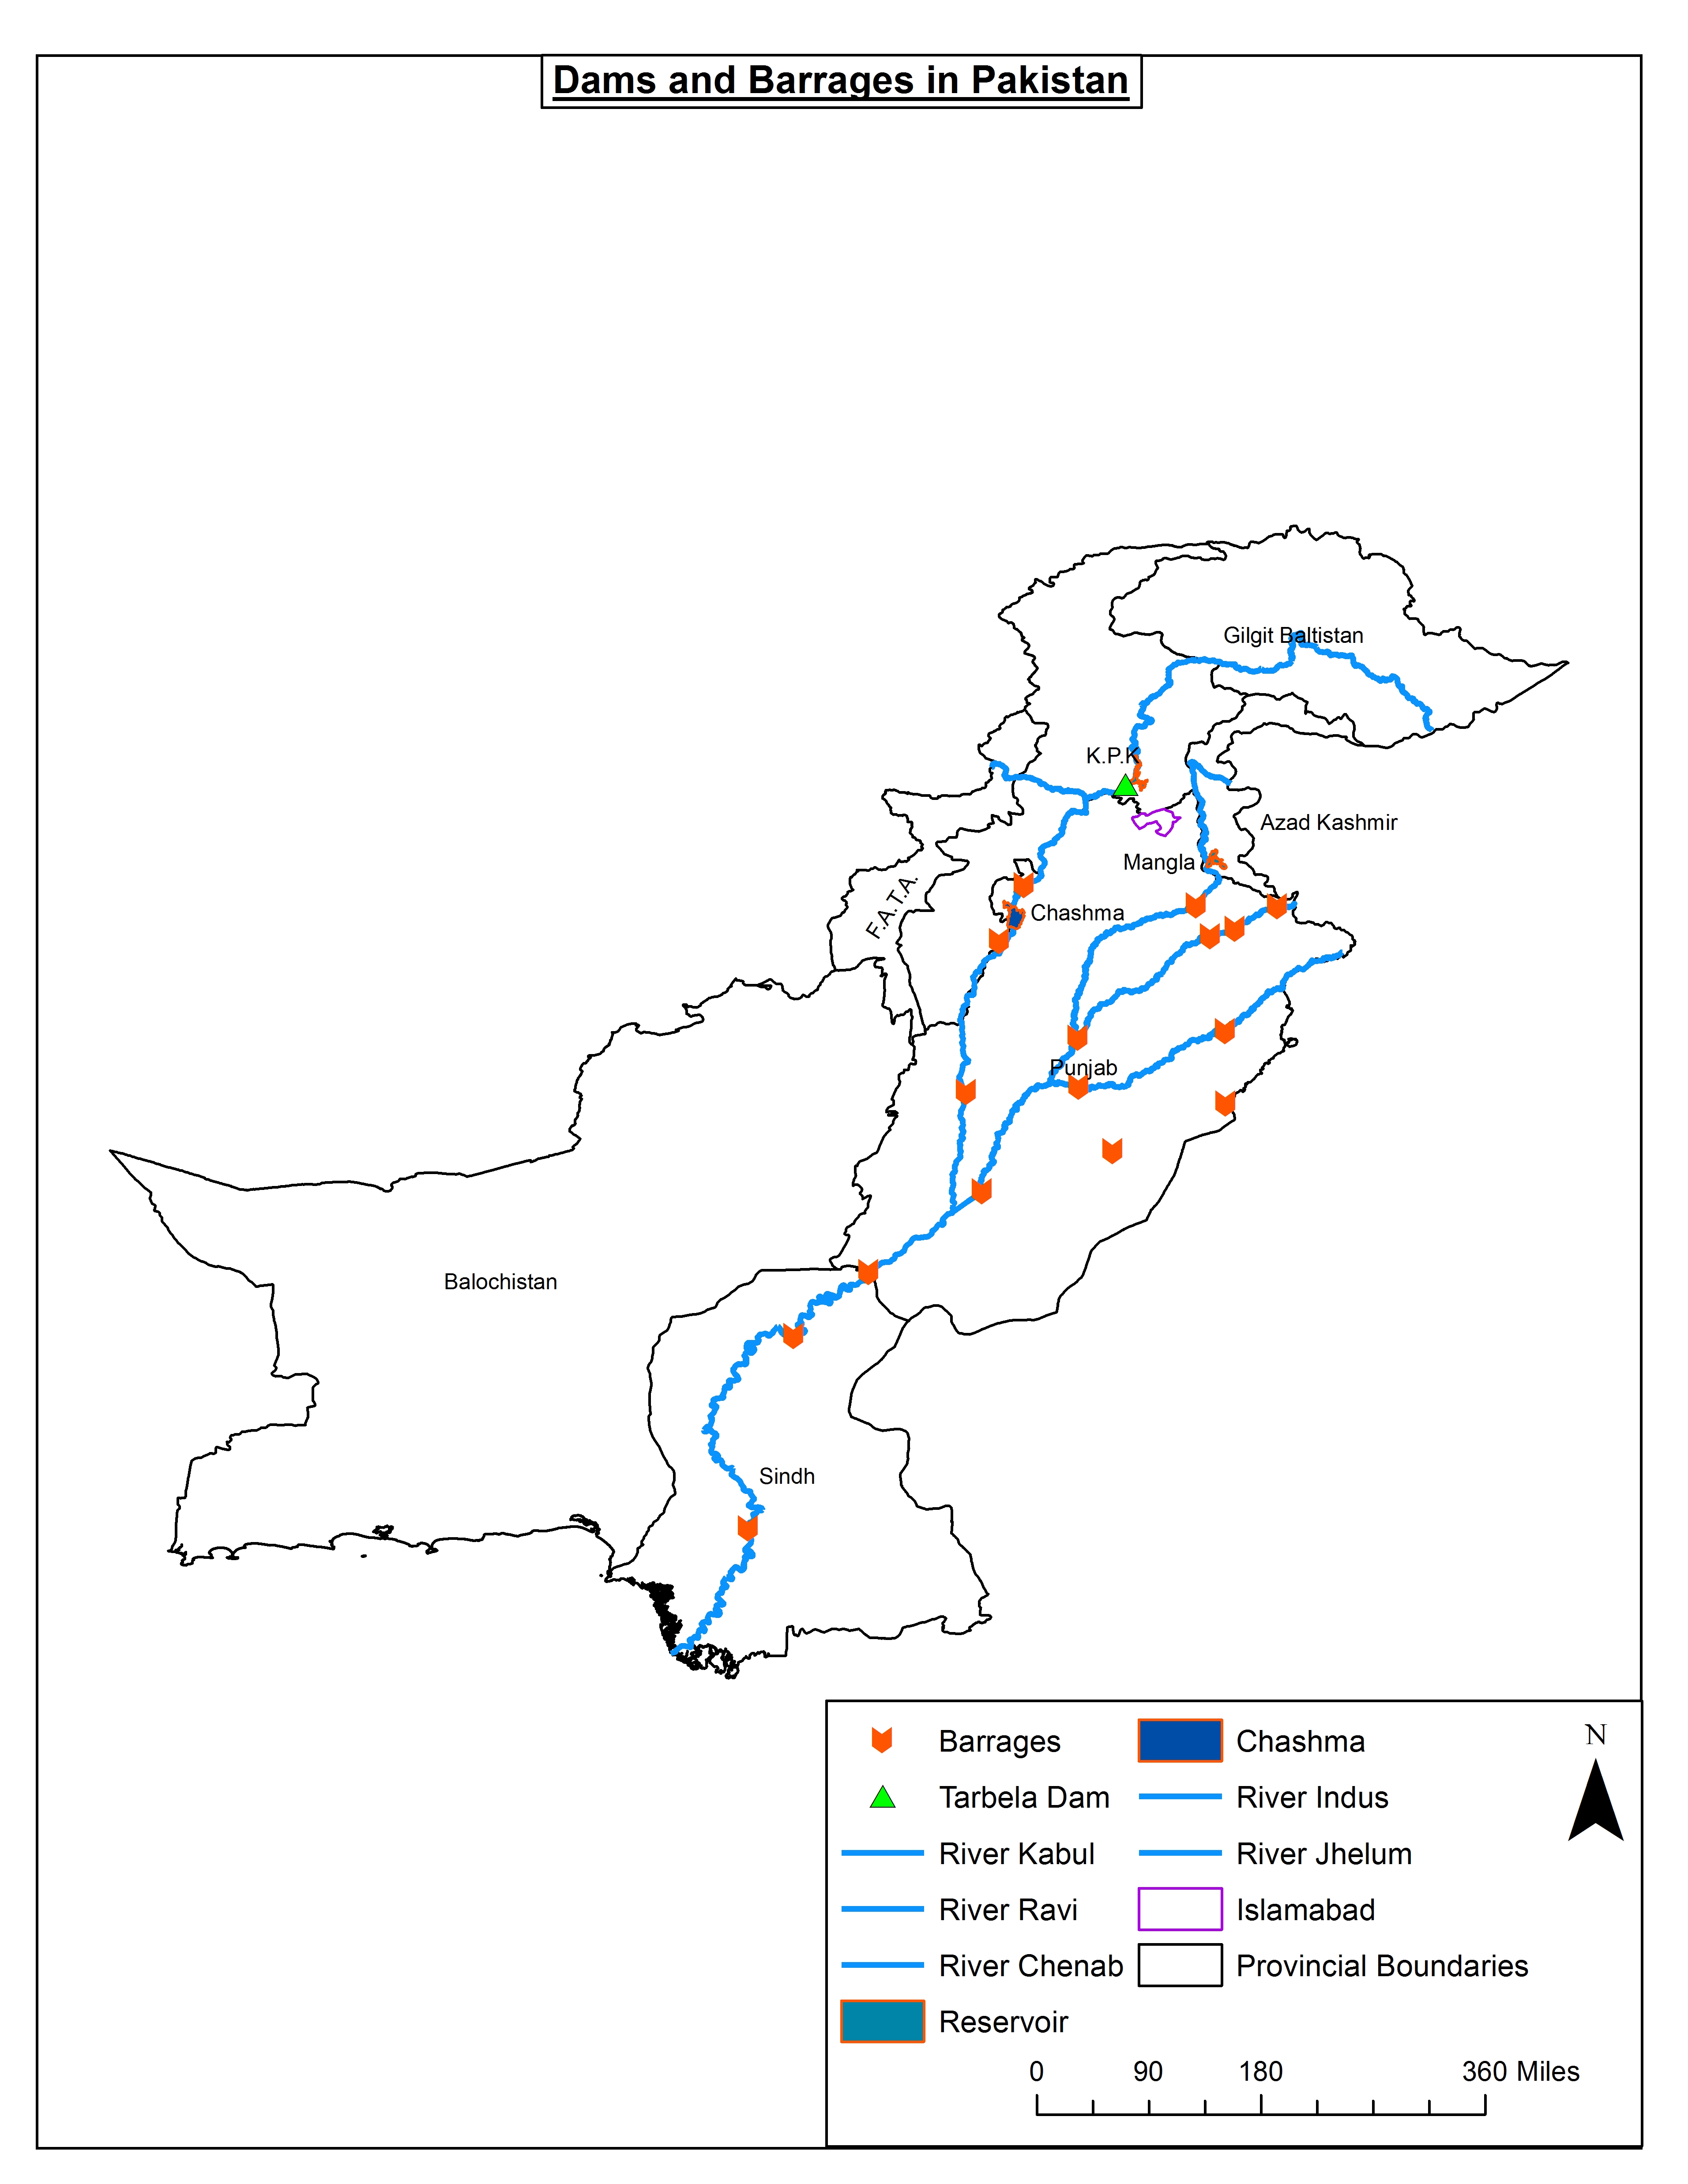 Dams and Barrages in Pakistan
Gilgit Baltistan
K.P.K
Azad Kashmir
Mangla
F.A.T.A.
Chashma
Punjab
Balochistan
Sindh
Barrages
Chashma
N
Tarbela Dam
River Indus
River Kabul
River Jhelum
River Ravi
Islamabad
River Chenab
Provincial Boundaries
Reservoir
0 90 180 360 Miles